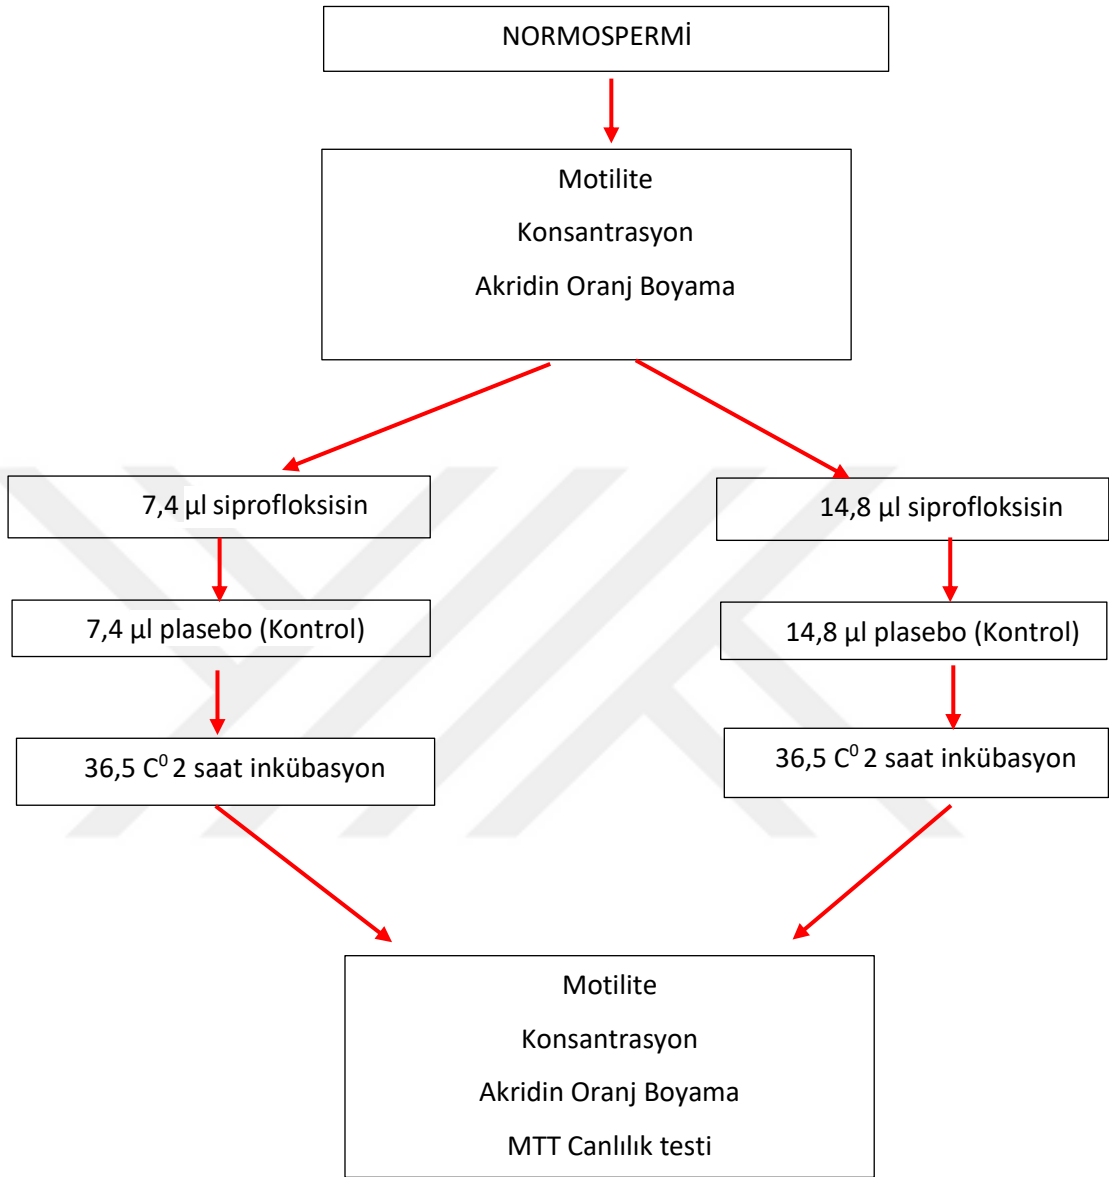 NORMOSPERMİ
Motilite
Konsantrasyon
Akridin Oranj Boyama
7,4 µl siprofloksisin
14,8 µl siprofloksisin
7,4 µl plasebo (Kontrol)
14,8 µl plasebo (Kontrol)
36,5 C⁰ 2 saat inkübasyon
36,5 C⁰ 2 saat inkübasyon
Motilite
Konsantrasyon
Akridin Oranj Boyama
MTT Canlılık testi